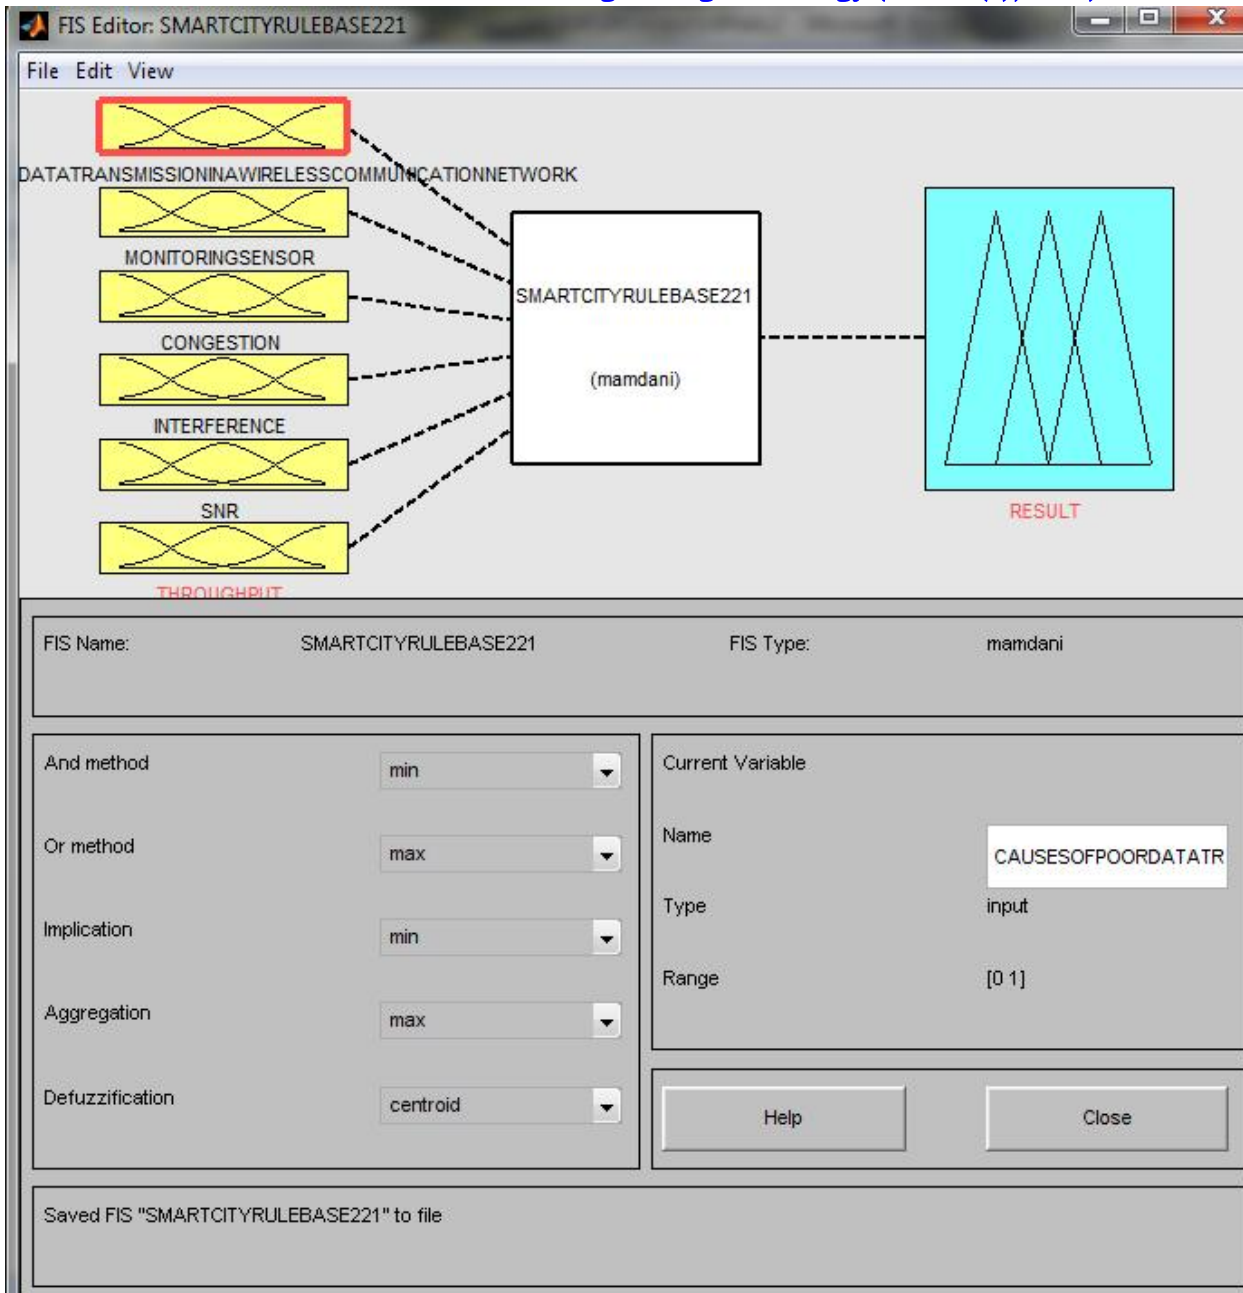 FIS Editor: SMARTCITYRULEBASE221
File Edit View
DATATRANSMISSIONINAWIRELESSCOMMUNICATIONNETWORK
MONITORINGSENSOR
CONGESTION
INTERFERENCE
SNR
THROUGHPUT
SMARTCITYRULEBASE221
(mamdani)
RESULT
FIS Name: SMARTCITYRULEBASE221 FIS Type: mamdani
And method min
Or method max
Implication min
Aggregation max
Defuzzification centroid
Current Variable
Name CAUSESOFPOORDATATR
Type input
Range [0 1]
Help Close
Saved FIS "SMARTCITYRULEBASE221" to file